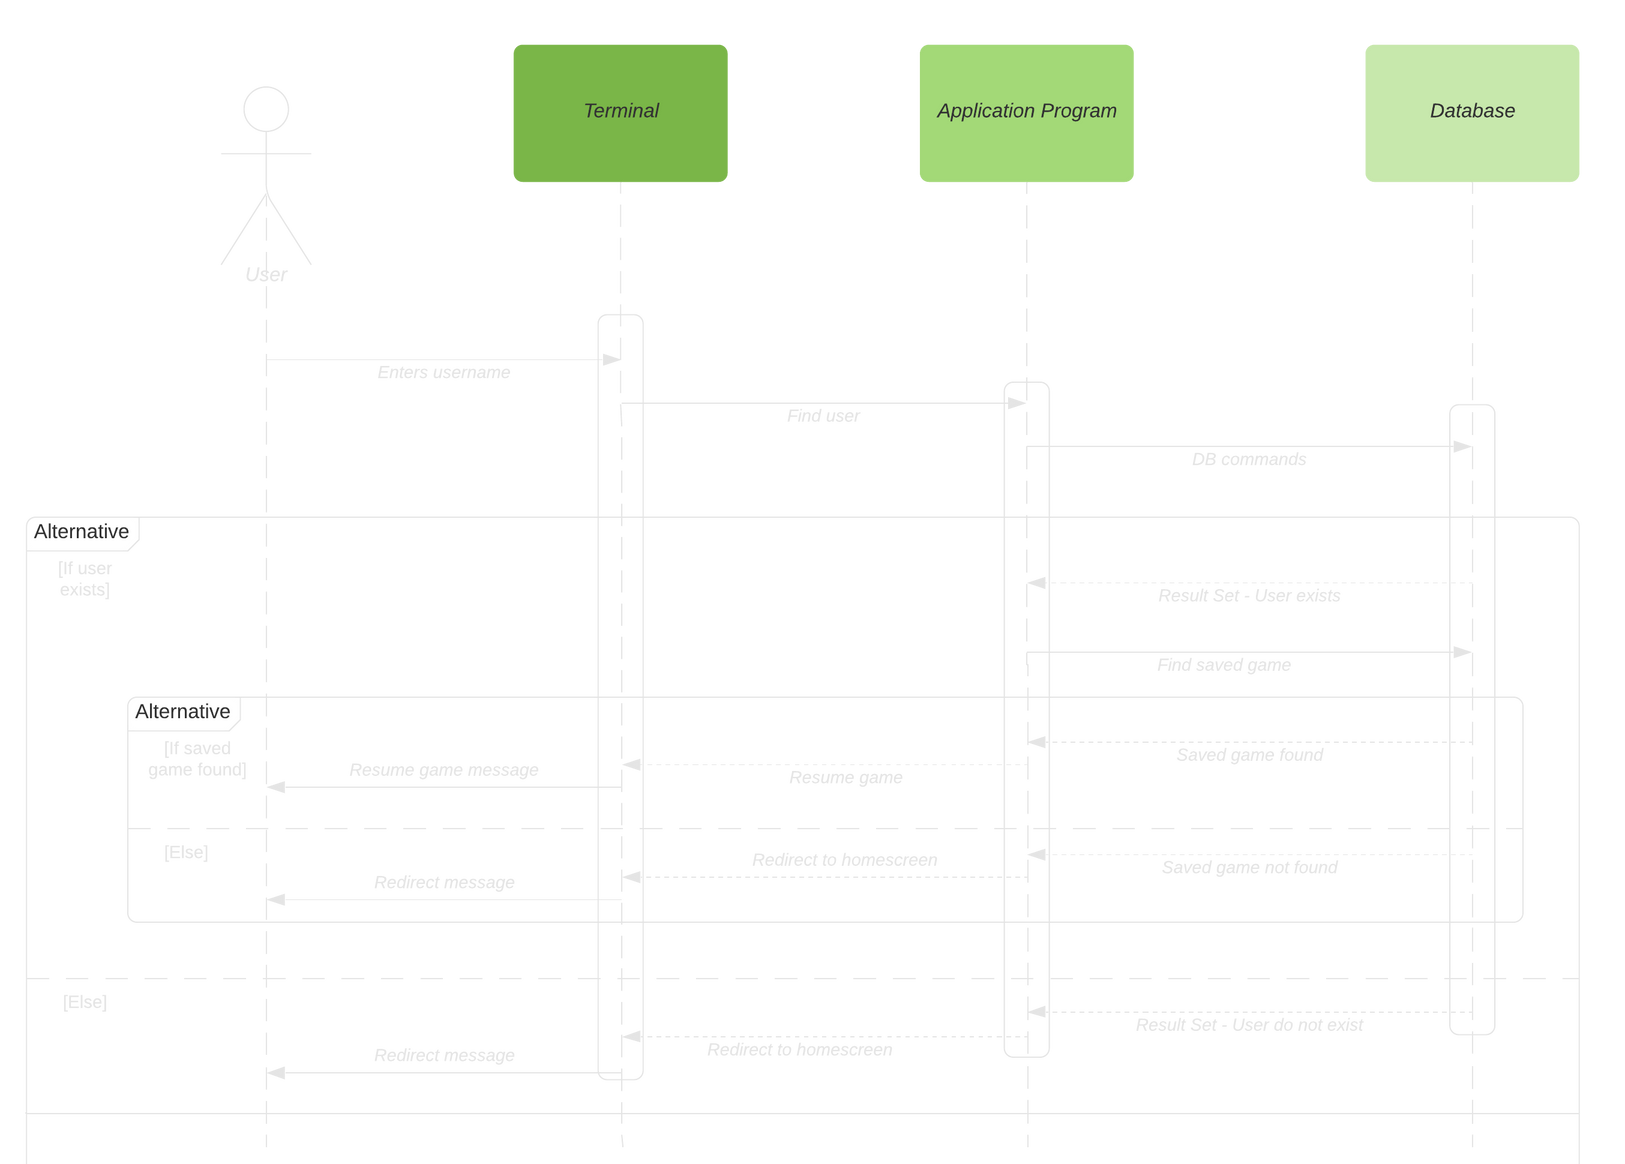 Terminal
Application Program
Database
User
Enters username
Find user
DB commands
Alternative
[If user
exists]
Result Set - User exists
Find saved game
Alternative
[If saved
game found]
Saved game found
Resume game message
Resume game
[Else]
Redirect to homescreen
Saved game not found
Redirect message
[Else]
Result Set - User do not exist
Redirect to homescreen
Redirect message